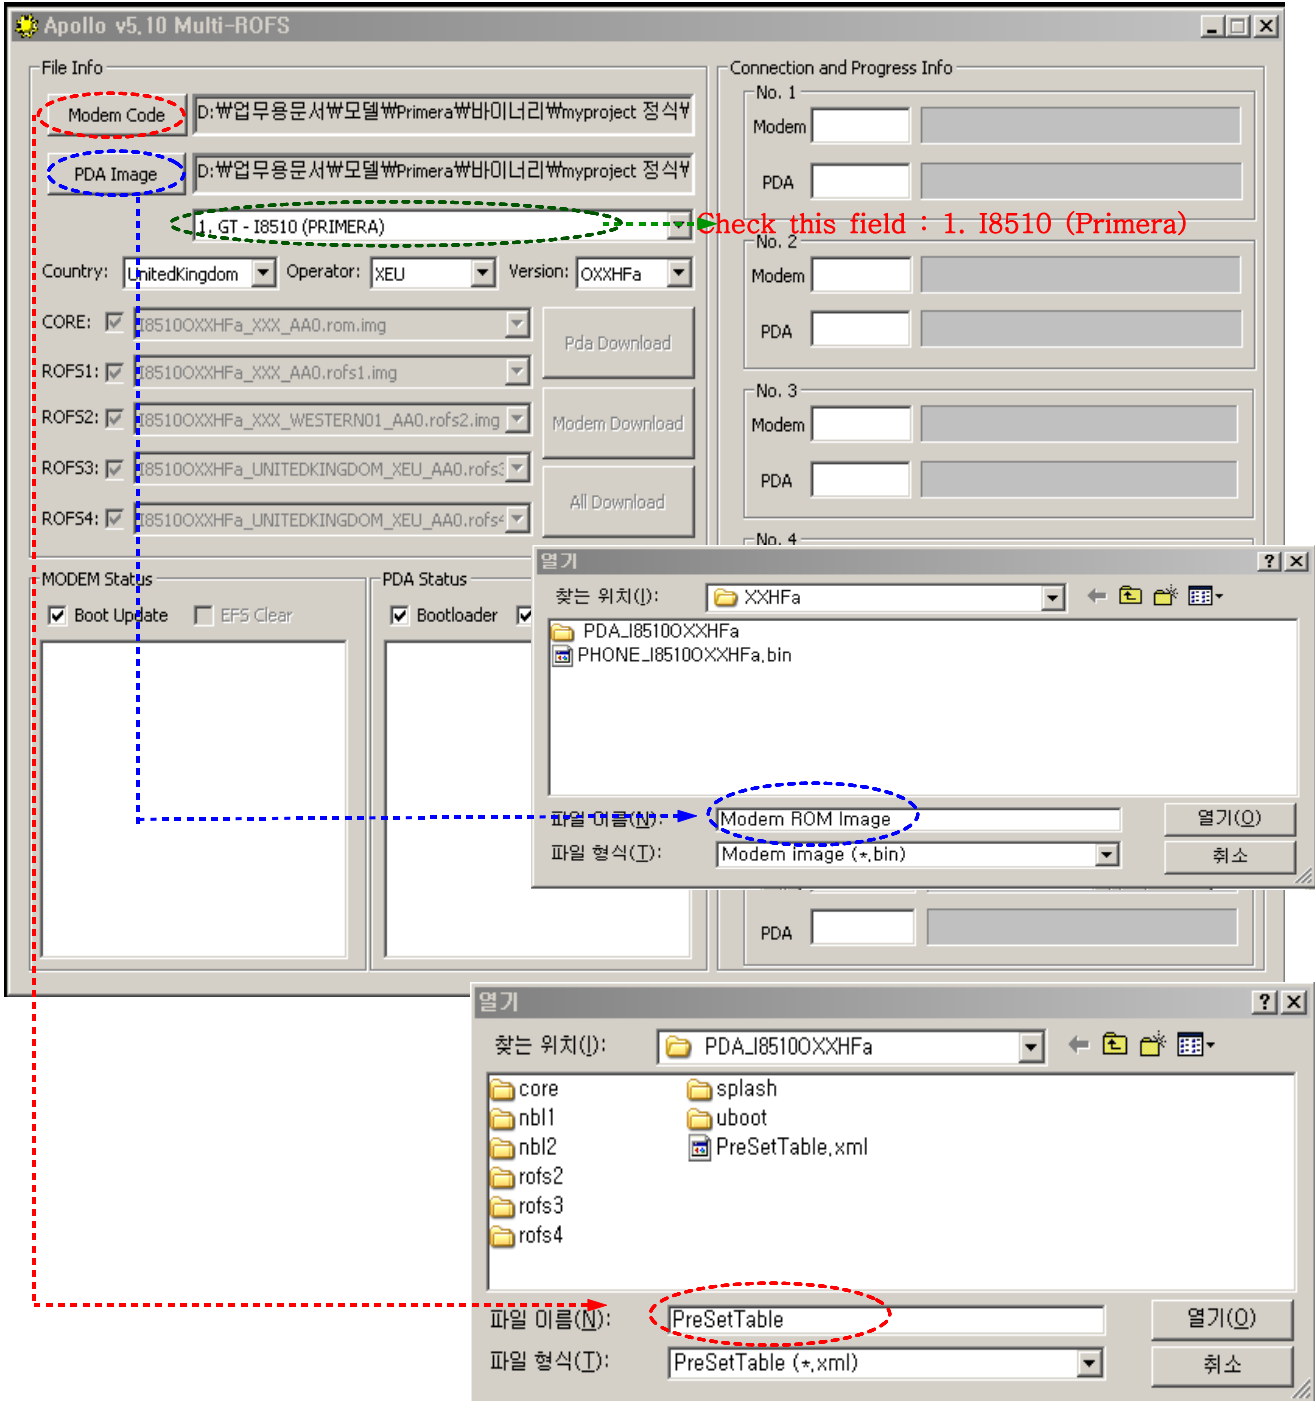 Apollo v5.10 Multi-ROFS
File Info
Modem Code
D:₩업무용문서₩모델₩Primera₩바이너리₩myproject 정식₩
PDA Image
D:₩업무용문서₩모델₩Primera₩바이너리₩myproject 정식₩
1. GT - I8510 (PRIMERA)
Check this field : 1. I8510 (Primera)
Country:
UnitedKingdom
Operator:
XEU
Version:
OXXHFa
CORE:
I8510OXXHFa_XXX_AA0.rom.img
ROFS1:
I8510OXXHFa_XXX_AA0.rofs1.img
ROFS2:
I8510OXXHFa_XXX_WESTERN01_AA0.rofs2.img
ROFS3:
I8510OXXHFa_UNITEDKINGDOM_XEU_AA0.rofs3
ROFS4:
I8510OXXHFa_UNITEDKINGDOM_XEU_AA0.rofs4
Pda Download
Modem Download
All Download
MODEM Status
Boot Update
EFS Clear
PDA Status
Bootloader
Connection and Progress Info
No. 1
Modem
PDA
No. 2
Modem
PDA
No. 3
Modem
PDA
No. 4
PDA
열기
찾는 위치(I):
XXHFa
PDA_I8510OXXHFa
PHONE_I8510OXXHFa.bin
파일 이름(N):
Modem ROM Image
열기(O)
파일 형식(T):
Modem image (*.bin)
취소
열기
찾는 위치(I):
PDA_I8510OXXHFa
core
splash
nbl1
uboot
nbl2
PreSetTable.xml
rofs2
rofs3
rofs4
파일 이름(N):
PreSetTable
열기(O)
파일 형식(T):
PreSetTable (*.xml)
취소